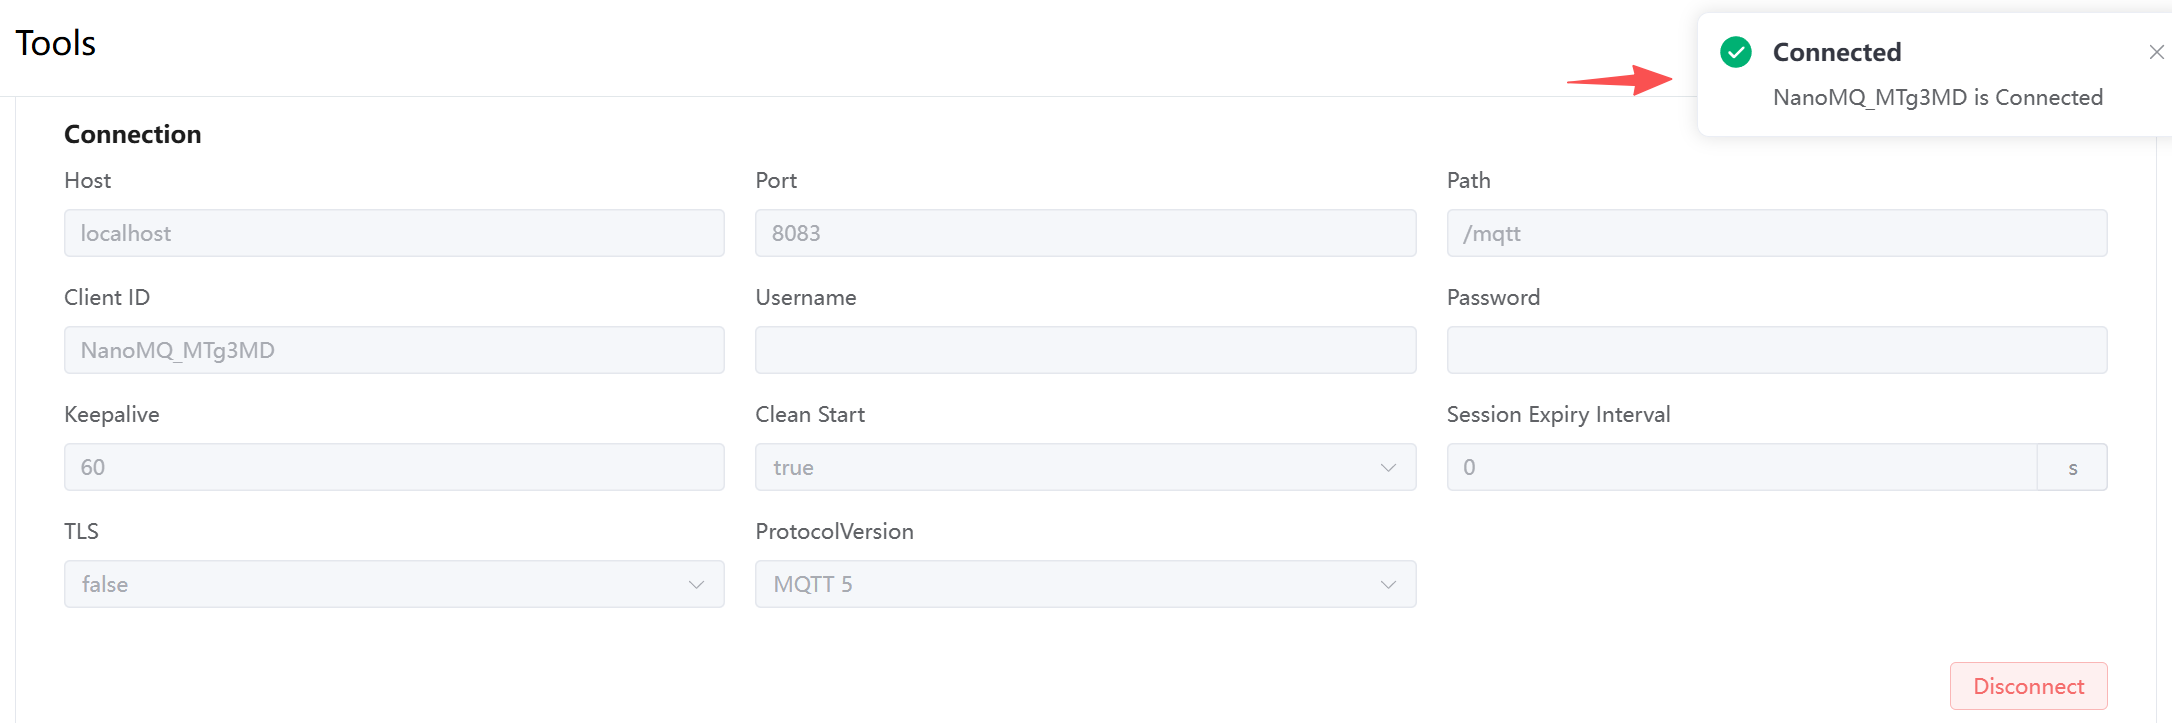 Tools
Connected
NanoMQ_MTg3MD is Connected
Connection
Host
Port
Path
localhost
8083
/mqtt
Client ID
Username
Password
NanoMQ_MTg3MD
Keepalive
Clean Start
Session Expiry Interval
60
true
0
s
TLS
ProtocolVersion
false
MQTT 5
Disconnect